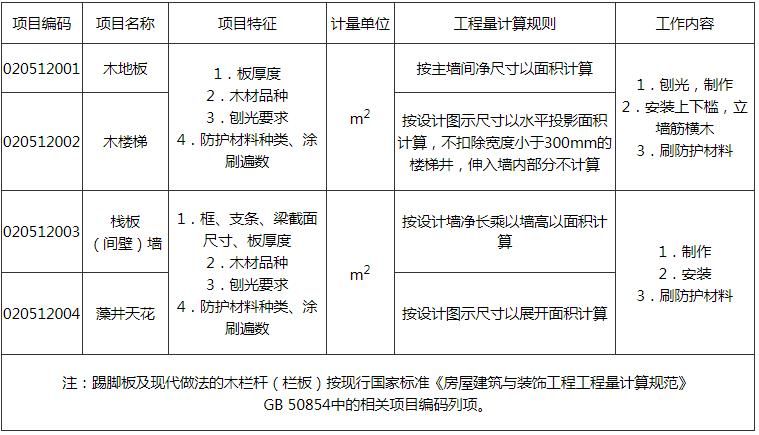 项目编码 项目名称 项目特征 计量单位 工程量计算规则 工作内容
020512001 木地板
1．板厚度
2．木材品种
3．刨光要求
4．防护材料种类、涂
刷遍数
m2
按主墙间净尺寸以面积计算
1．刨光，制作
2．安装上下槛，立
墙筋横木
3．刷防护材料
020512002 木楼梯
按设计图示尺寸以水平投影面积
计算，不扣除宽度小于300mm的
楼梯井，伸入墙内部分不计算
020512003
栈板
（间壁）墙
1．框、支条、梁截面
尺寸、板厚度
2．木材品种
3．刨光要求
4．防护材料种类、涂
刷遍数
m2
按设计墙净长乘以墙高以面积计
算
1．制作
2．安装
3．刷防护材料
020512004 藻井天花
按设计图示尺寸以展开面积计算
注：踢脚板及现代做法的木栏杆（栏板）按现行国家标准《房屋建筑与装饰工程工程量计算规范》
GB 50854中的相关项目编码列项。